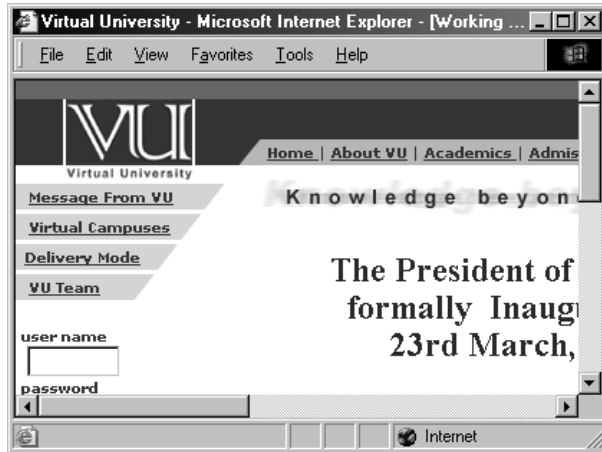 Virtual University - Microsoft Internet Explorer - [Working ...
File Edit View Favorites Tools Help
VU
Virtual University
Home | About VU | Academics | Admis
Message From VU
Knowledge beyon
Virtual Campuses
Delivery Mode
The President of
VU Team
formally Inaugu
23rd March,
user name
password
Internet